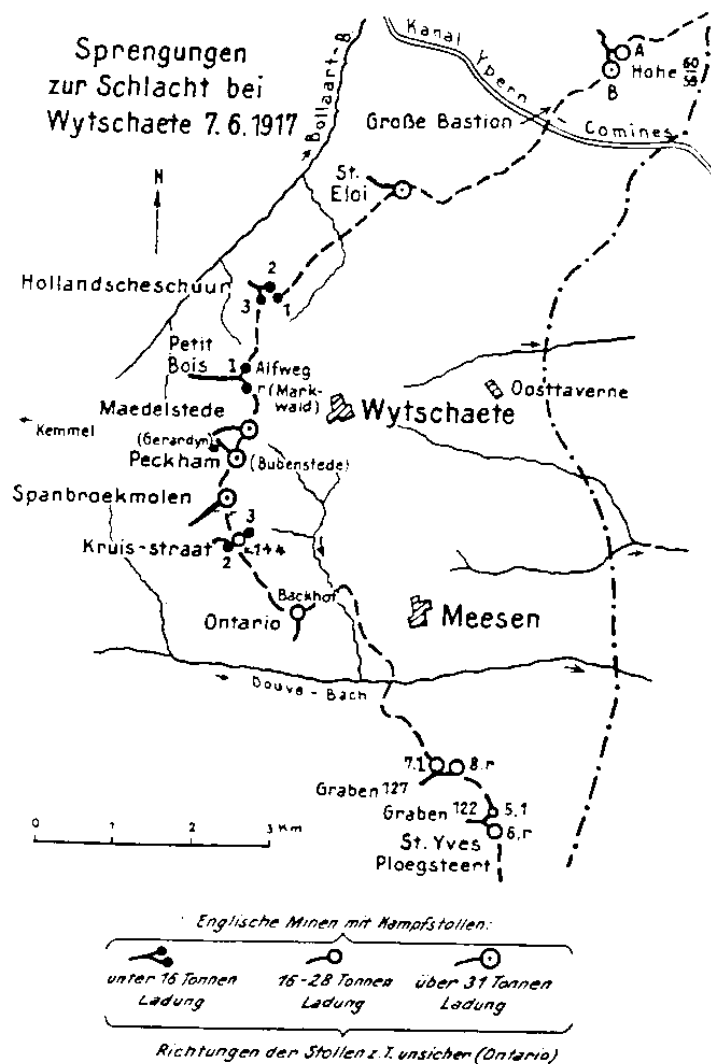 Sprengungen
zur Schlacht bei
Wytschaete 7.6.1917
N
Bollaart-B.
Kanal Ypern
Comines
A
B
Hohe 60
59
Große Bastion
St.
Eloi
Hollandscheschuur
2
3
1
Petit
Bois
1
Alfweg
r (Mark-
wald)
Wytschaete
Oosttaverne
Maedelstede
Kemmel
(Gerardyn)
Peckham
(Bubenstede)
Spanbroekmolen
3
Kruis-straat
2
1+4
Backhof
Ontario
Meesen
Douve-Bach
7.1
8.r
Graben 127
Graben 122
5.1
6.r
St. Yves
Ploegsteert
0 1 2 3 Km
Englische Minen mit Kampfstollen:
unter 16 Tonnen
Ladung
16-28 Tonnen
Ladung
über 31 Tonnen
Ladung
Richtungen der Stollen z.T. unsicher (Ontario)